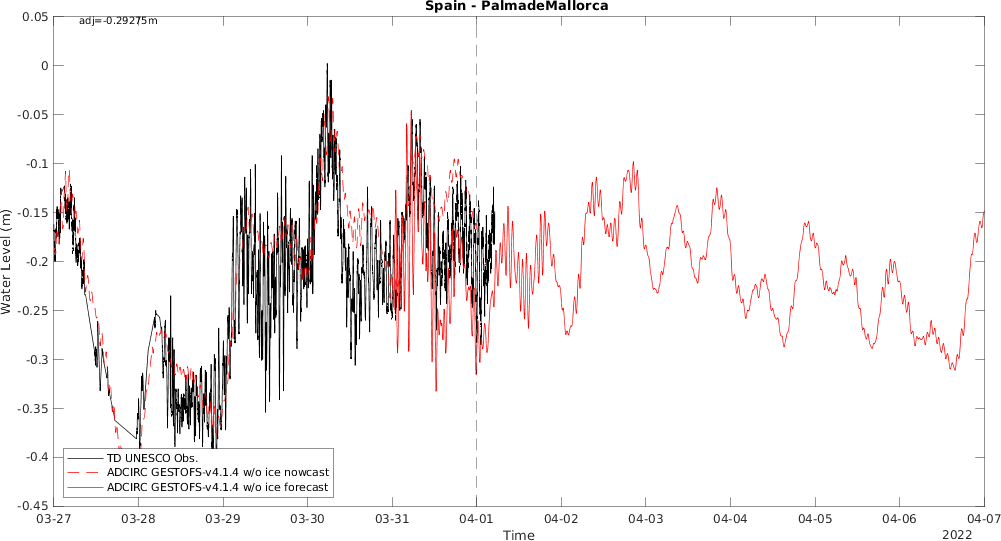 Spain - PalmadeMallorca
adj=-0.29275m
0.05
0
-0.05
-0.1
-0.15
-0.2
-0.25
-0.3
-0.35
-0.4
-0.45
Water Level (m)
TD UNESCO Obs.
ADCIRC GESTOFS-v4.1.4 w/o ice nowcast
ADCIRC GESTOFS-v4.1.4 w/o ice forecast
03-27 03-28 03-29 03-30 03-31 04-01 04-02 04-03 04-04 04-05 04-06 04-07
Time
2022